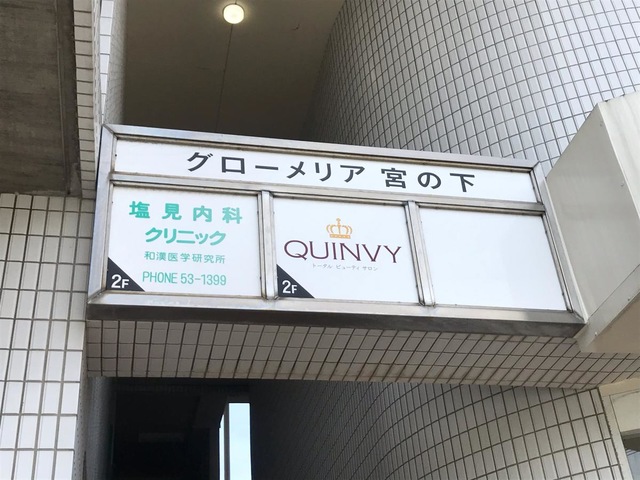 グローメリア 宮の下
塩見内科
クリニック
和漢医学研究所
PHONE 53-1399
2F
QUINVY
トータル ビューティ サロン
2F